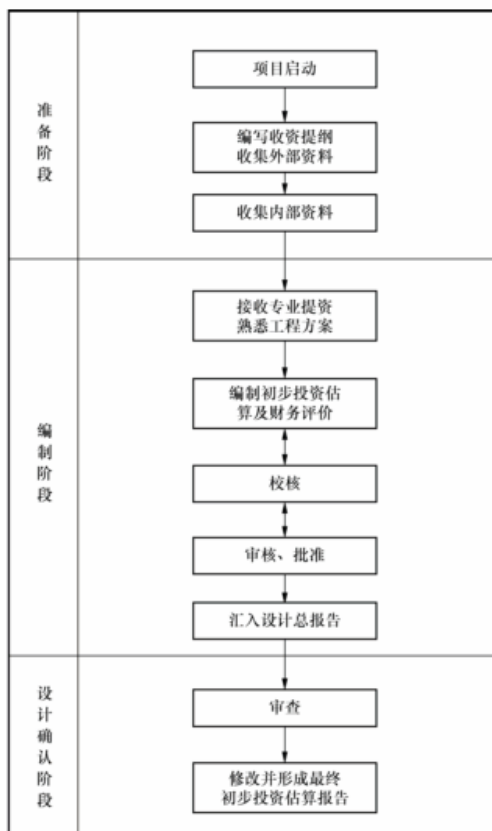 准备阶段
项目启动
编写收资提纲
收集外部资料
收集内部资料
编制阶段
接收专业提资
熟悉工程方案
编制初步投资估
算及财务评价
校核
审核、批准
汇入设计总报告
设计确认阶段
审查
修改并形成最终
初步投资估算报告